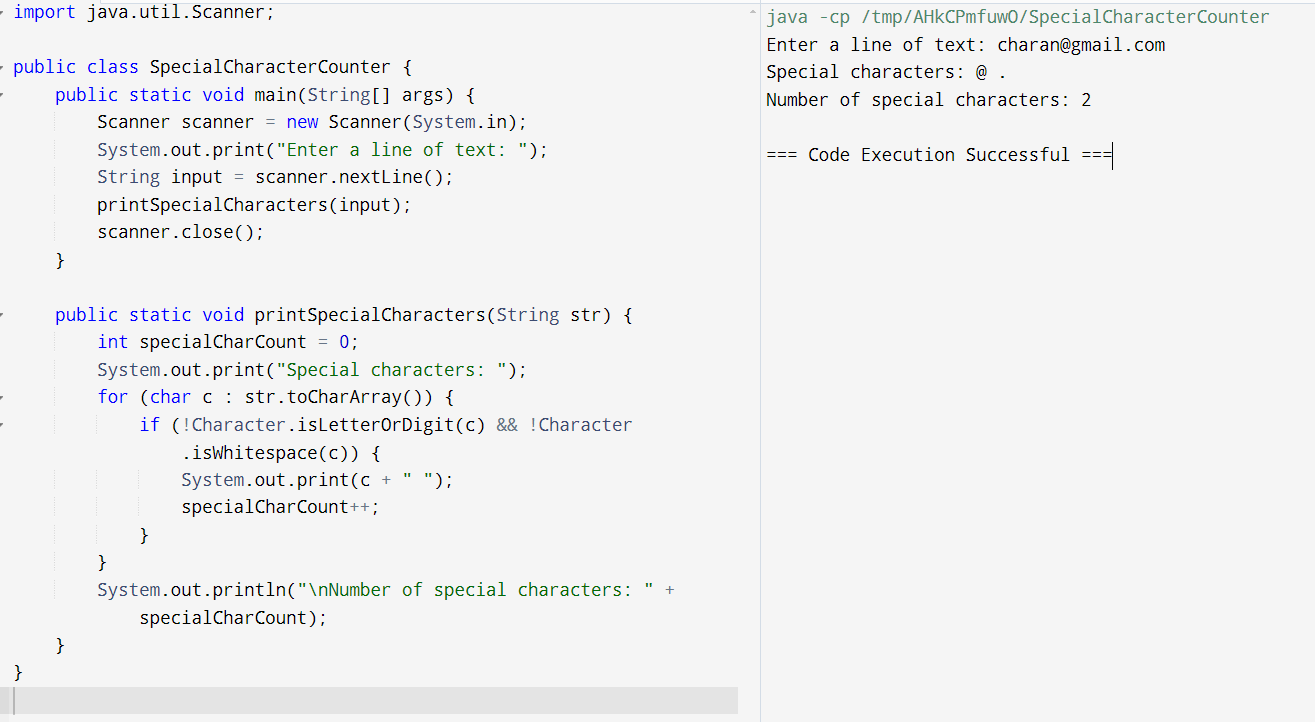 import java.util.Scanner;

public class SpecialCharacterCounter {
    public static void main(String[] args) {
        Scanner scanner = new Scanner(System.in);
        System.out.print("Enter a line of text: ");
        String input = scanner.nextLine();
        printSpecialCharacters(input);
        scanner.close();
    }

    public static void printSpecialCharacters(String str) {
        int specialCharCount = 0;
        System.out.print("Special characters: ");
        for (char c : str.toCharArray()) {
            if (!Character.isLetterOrDigit(c) && !Character
                .isWhitespace(c)) {
                System.out.print(c + " ");
                specialCharCount++;
            }
        }
        System.out.println("\nNumber of special characters: " +
            specialCharCount);
    }
}
java -cp /tmp/AHkCPmfuwO/SpecialCharacterCounter
Enter a line of text: charan@gmail.com
Special characters: @ .
Number of special characters: 2

=== Code Execution Successful ===